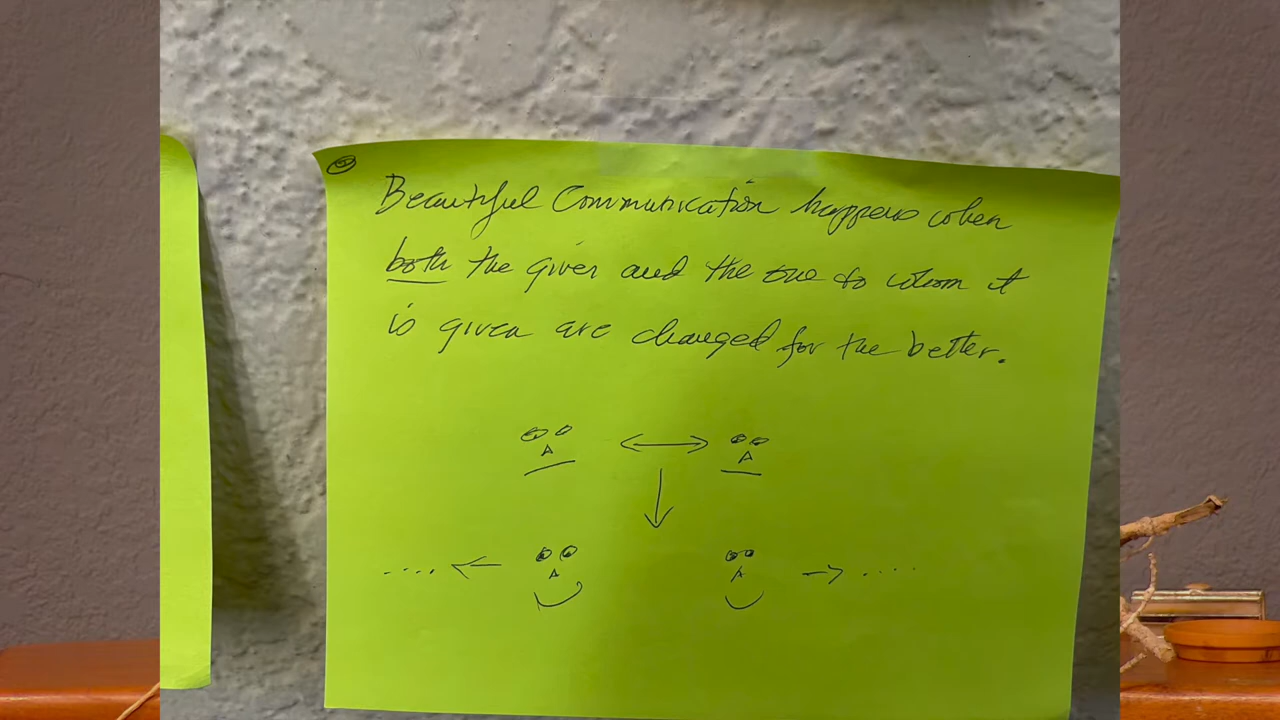 Beautiful Communication happens when
both the giver and the one to whom it
is given are changed for the better.